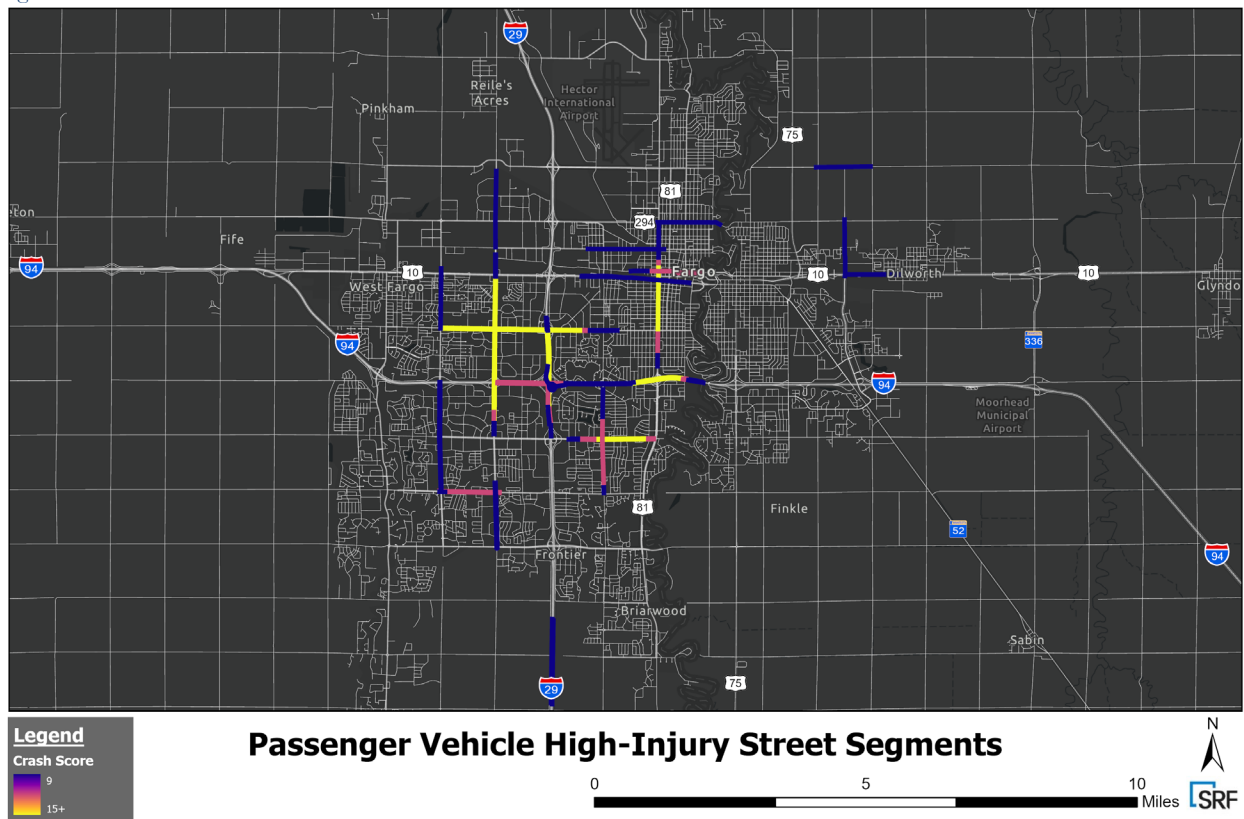 29
Reile's
Acres
Hector
International
Airport
Pinkham
75
81
294
Fife
94
10
Fargo
10
Dilworth
10
West Fargo
Glyndo
94
336
94
Moorhead
Municipal
Airport
81
Finkle
52
Frontier
94
Briarwood
Sabin
29
75
Legend
Crash Score
9
15+
Passenger Vehicle High-Injury Street Segments
0
5
10
Miles
N
SRF